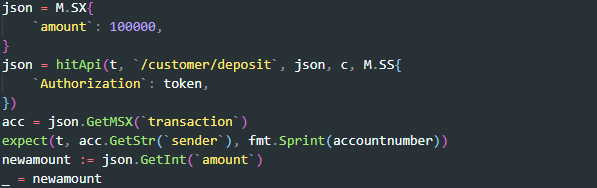 json = M.SX{
    `amount`: 100000,
}
json = hitApi(t, `/customer/deposit`, json, c, M.SS{
    `Authorization`: token,
})
acc = json.GetMSX(`transaction`)
expect(t, acc.GetStr(`sender`), fmt.Sprint(accountnumber))
newamount := json.GetInt(`amount`)
_ = newamount